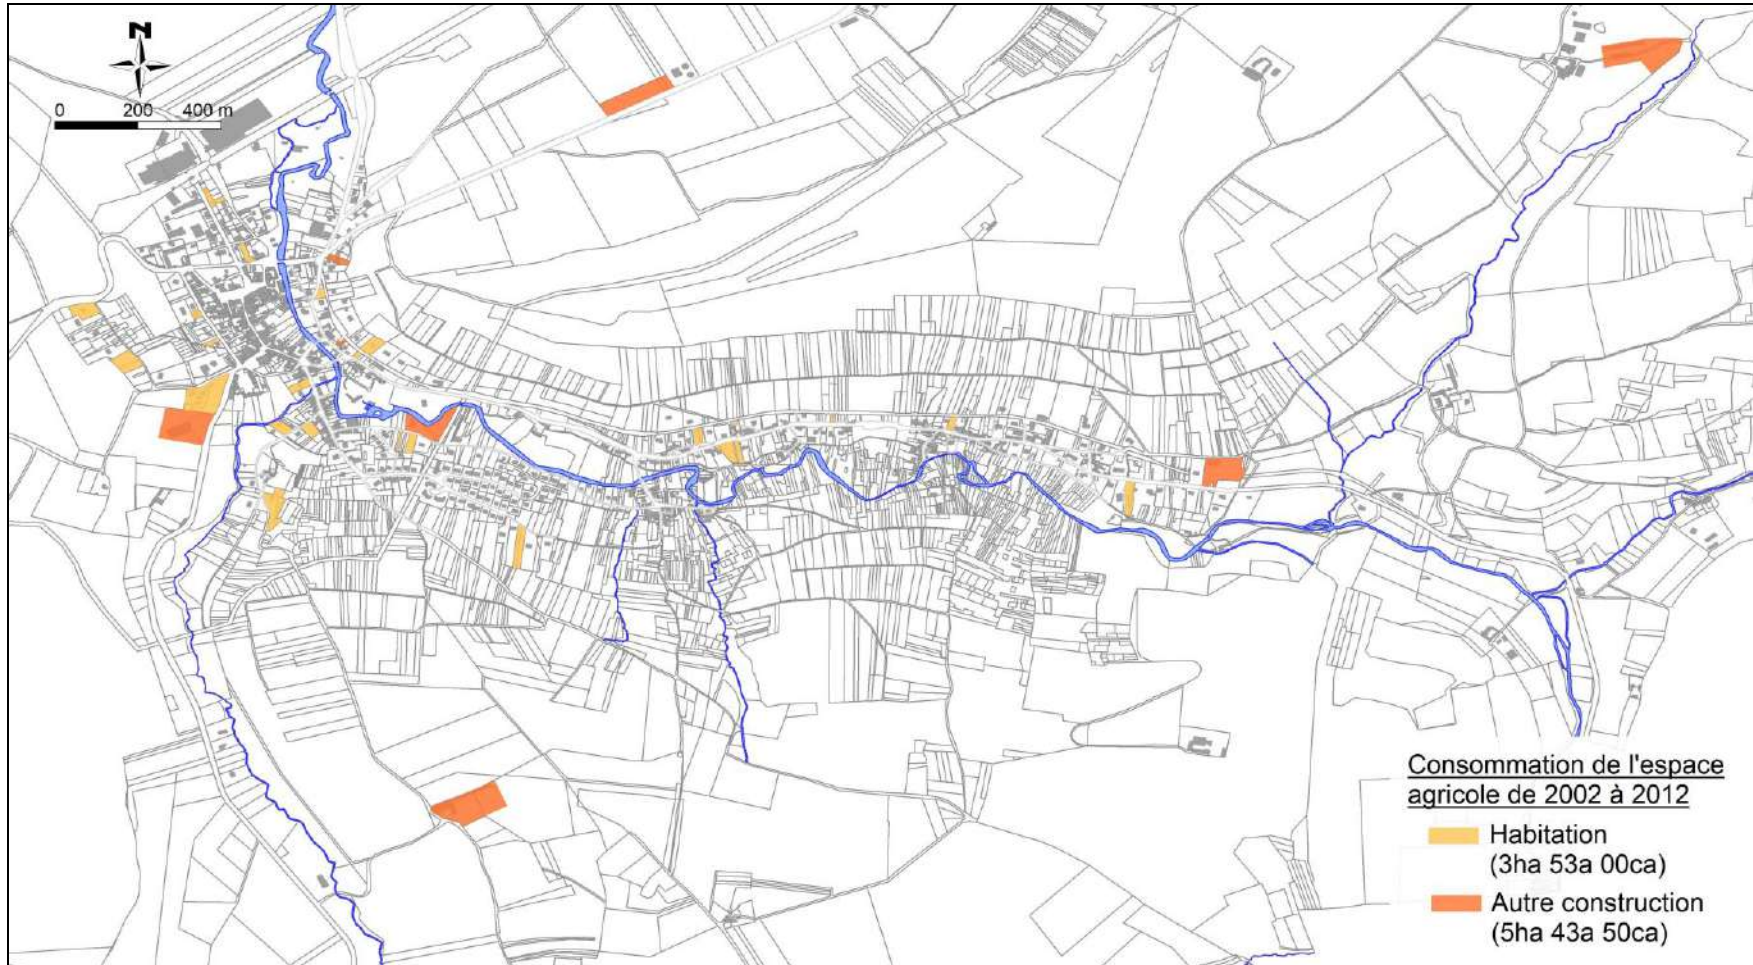 N
0 200 400 m
Consommation de l'espace
agricole de 2002 à 2012
Habitation
(3ha 53a 00ca)
Autre construction
(5ha 43a 50ca)